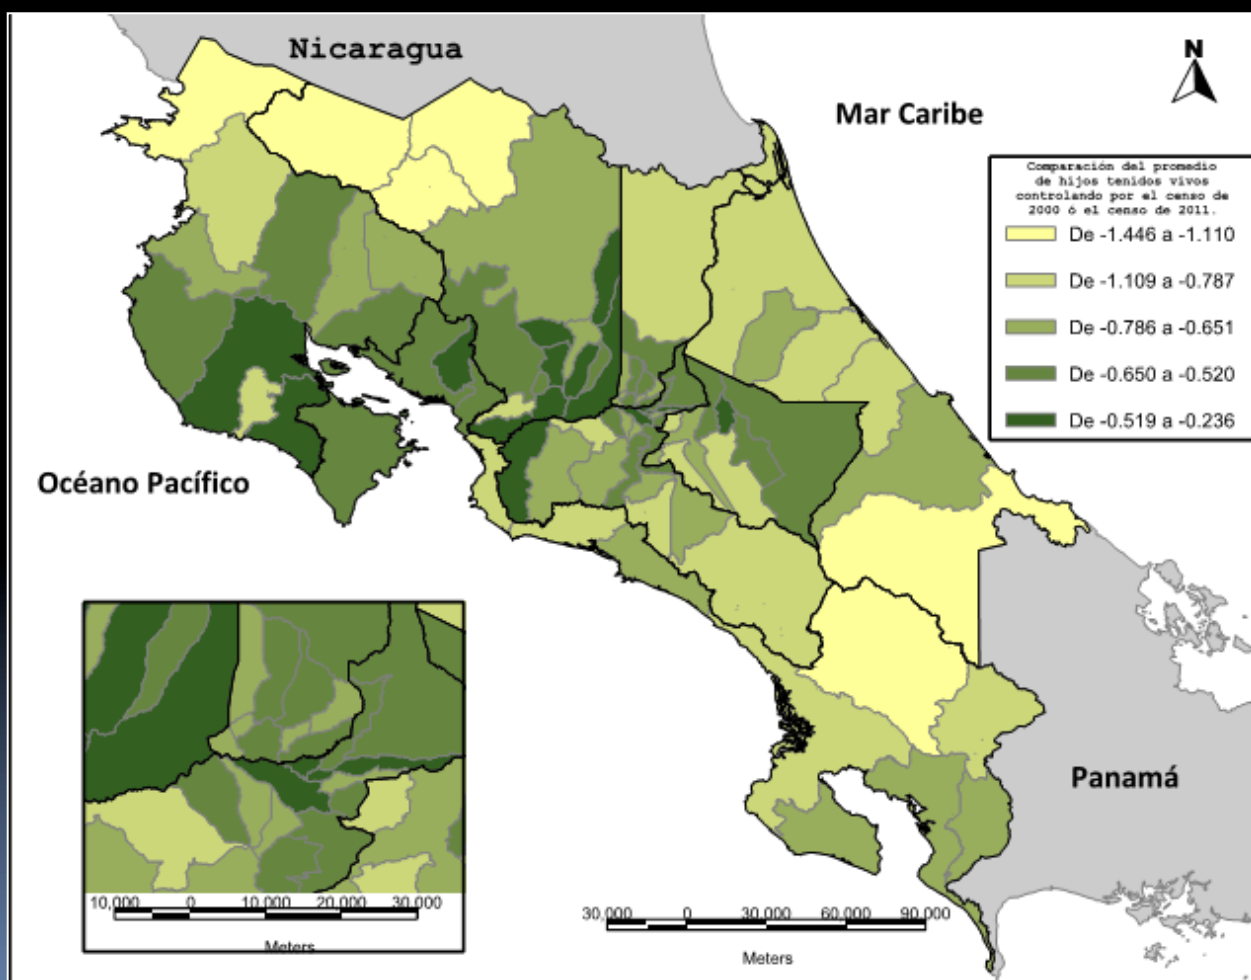 Nicaragua
N
Mar Caribe
Comparación del promedio
de hijos tenidos vivos
controlando por el censo de
2000 ó el censo de 2011.
De -1.446 a -1.110
De -1.109 a -0.787
De -0.786 a -0.651
De -0.650 a -0.520
De -0.519 a -0.236
Océano Pacífico
Panamá
10,000 0 10,000 20,000 30,000
Meters
30,000 0 30,000 60,000 90,000
Meters